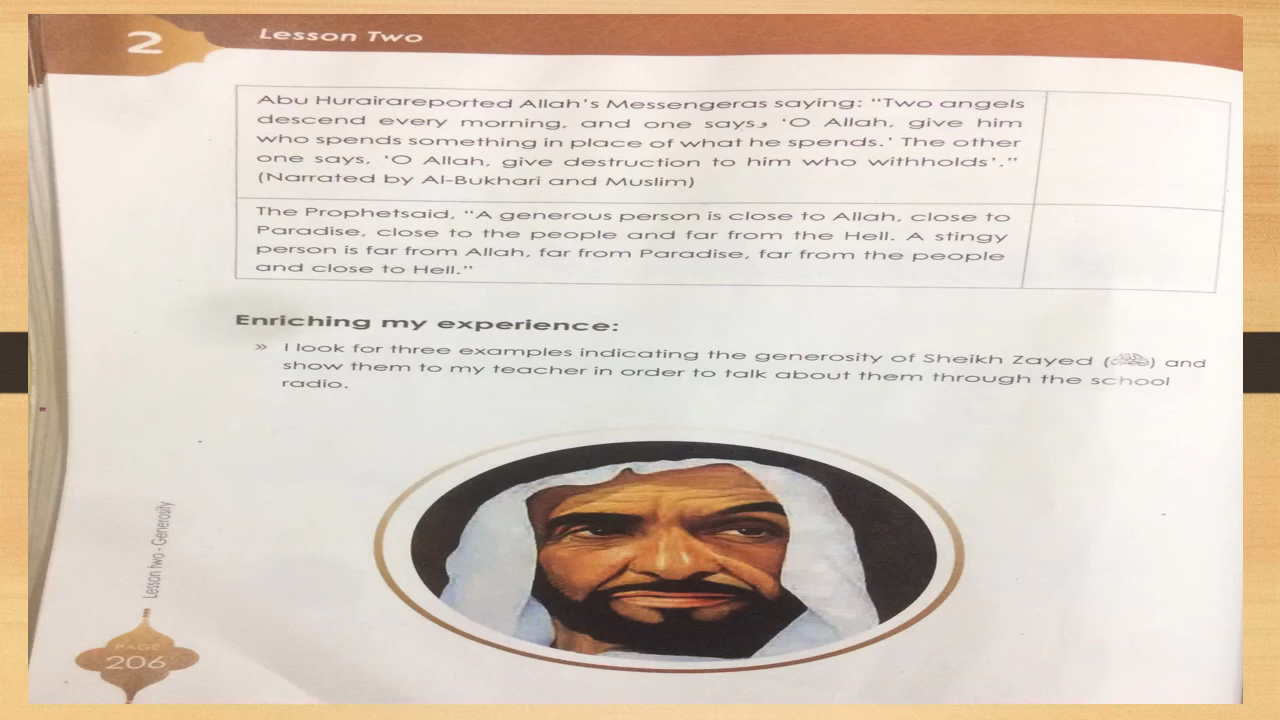 2
Lesson Two
Abu Hurairareported Allah's Messengeras saying: "Two angels
descend every morning, and one says, 'O Allah, give him
who spends something in place of what he spends.' The other
one says, 'O Allah, give destruction to him who withholds'."
(Narrated by Al-Bukhari and Muslim)
The Prophetsaid, "A generous person is close to Allah, close to
Paradise, close to the people and far from the Hell. A stingy
person is far from Allah, far from Paradise, far from the people
and close to Hell."
Enriching my experience:
» I look for three examples indicating the generosity of Sheikh Zayed () and
show them to my teacher in order to talk about them through the school
radio.
Lesson two - Generosity
PAGE
206